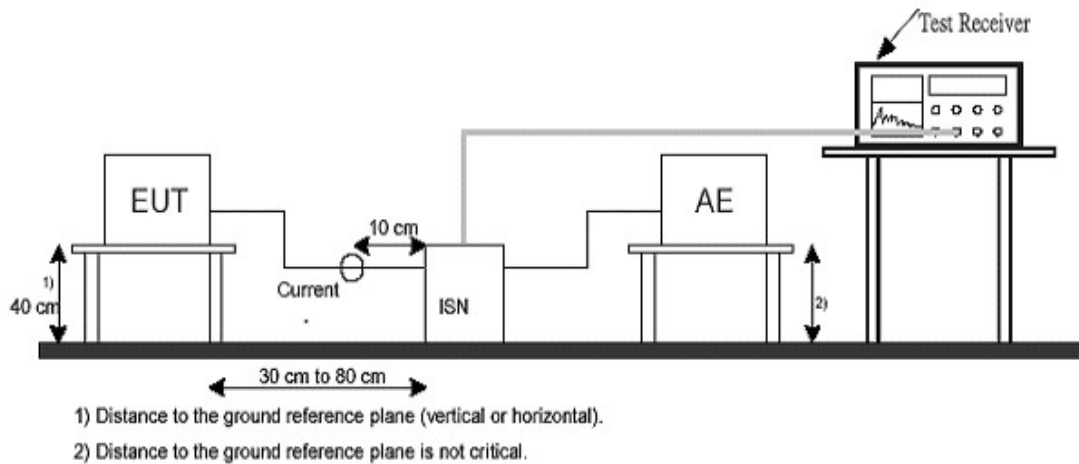 Test Receiver
EUT
AE
10 cm
1)
40 cm
Current
ISN
2)
30 cm to 80 cm
1) Distance to the ground reference plane (vertical or horizontal).
2) Distance to the ground reference plane is not critical.